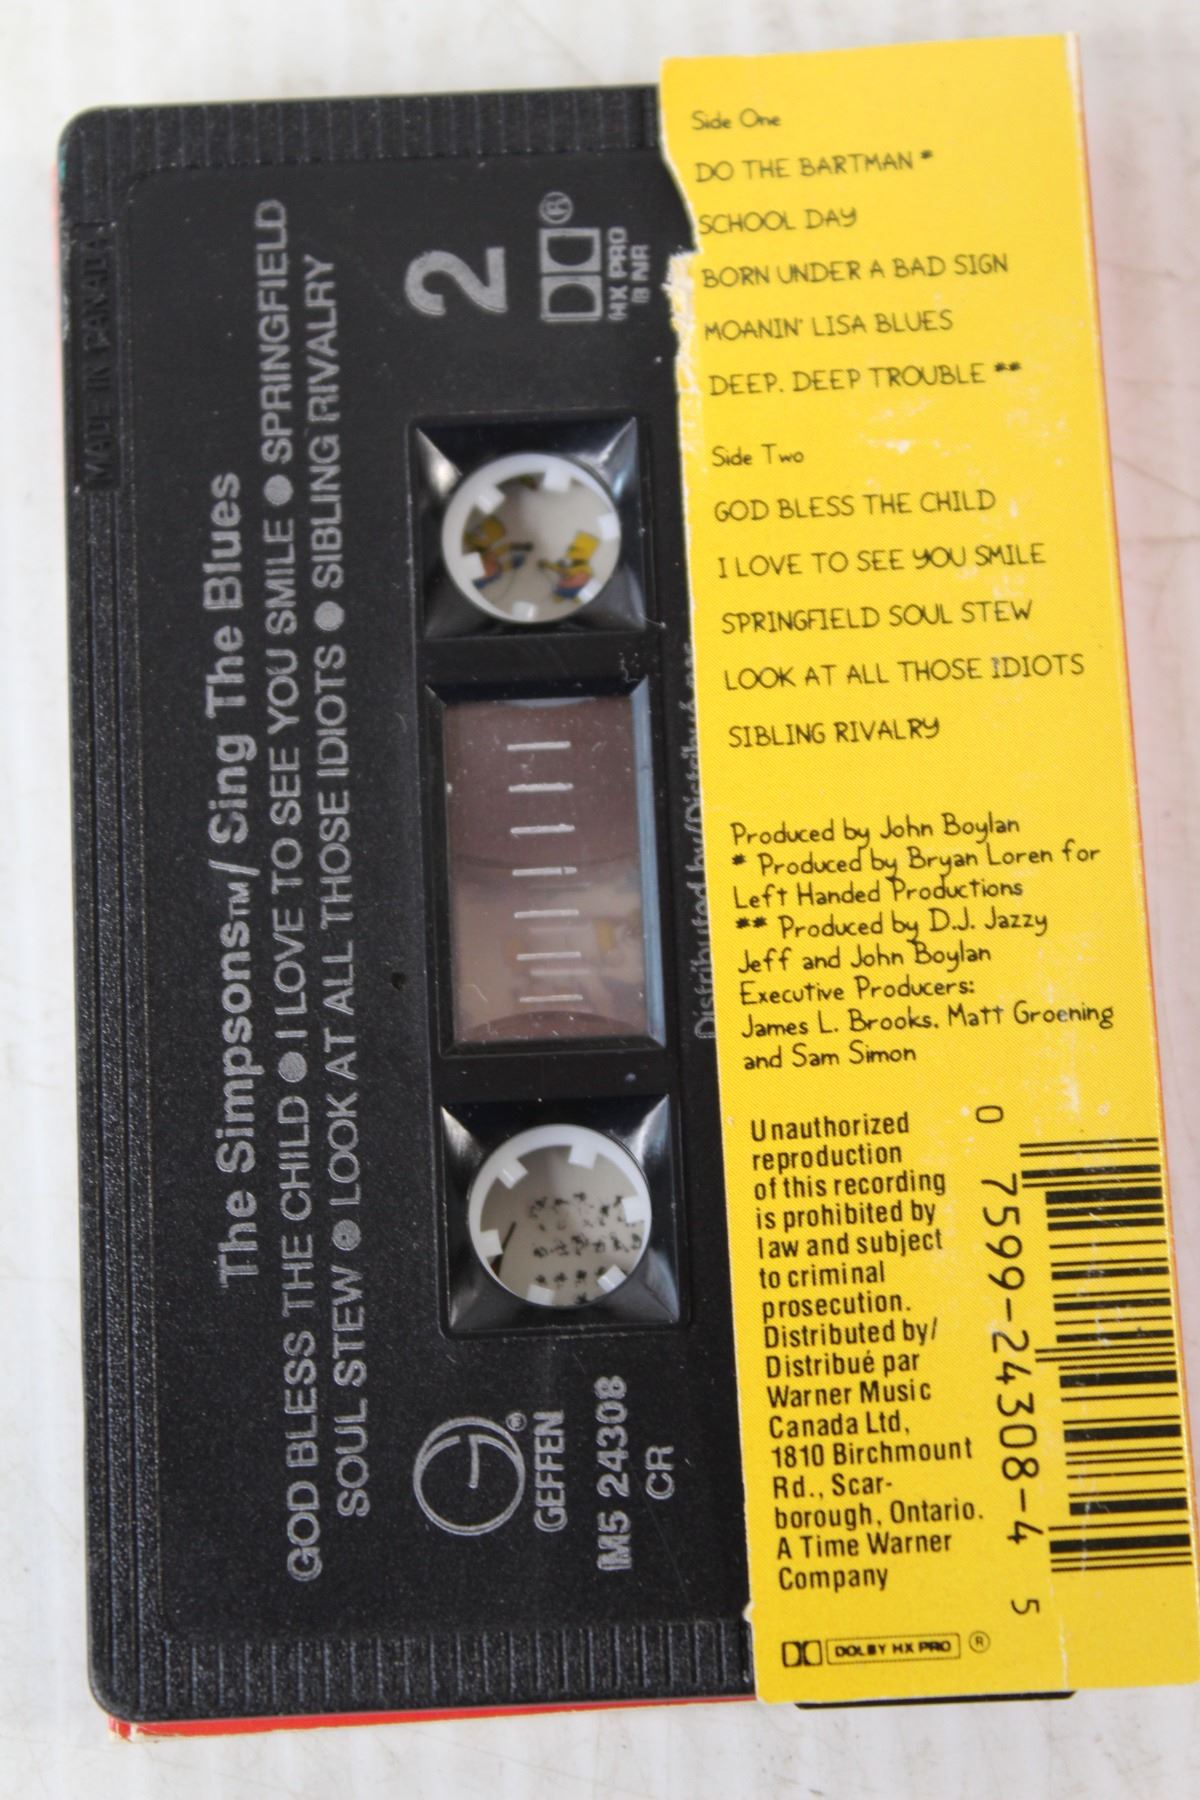 MADE IN CANADA
The Simpsons™/Sing The Blues
GOD BLESS THE CHILD ● I LOVE TO SEE YOU SMILE ● SPRINGFIELD
SOUL STEW ● LOOK AT ALL THOSE IDIOTS ● SIBLING RIVALRY
2
®
HX PRO
B NR
®
GEFFEN
M5 24308
CR
Distributed by/Distribué
Side One
DO THE BARTMAN *
SCHOOL DAY
BORN UNDER A BAD SIGN
MOANIN' LISA BLUES
DEEP, DEEP TROUBLE **
Side Two
GOD BLESS THE CHILD
I LOVE TO SEE YOU SMILE
SPRINGFIELD SOUL STEW
LOOK AT ALL THOSE IDIOTS
SIBLING RIVALRY
Produced by John Boylan
* Produced by Bryan Loren for
Left Handed Productions
** Produced by D.J. Jazzy
Jeff and John Boylan
Executive Producers:
James L. Brooks, Matt Groening
and Sam Simon
Unauthorized
reproduction
of this recording
is prohibited by
law and subject
to criminal
prosecution.
Distributed by/
Distribué par
Warner Music
Canada Ltd,
1810 Birchmount
Rd., Scar-
borough, Ontario.
A Time Warner
Company
0 7599-24308-4 5
DOLBY HX PRO ®